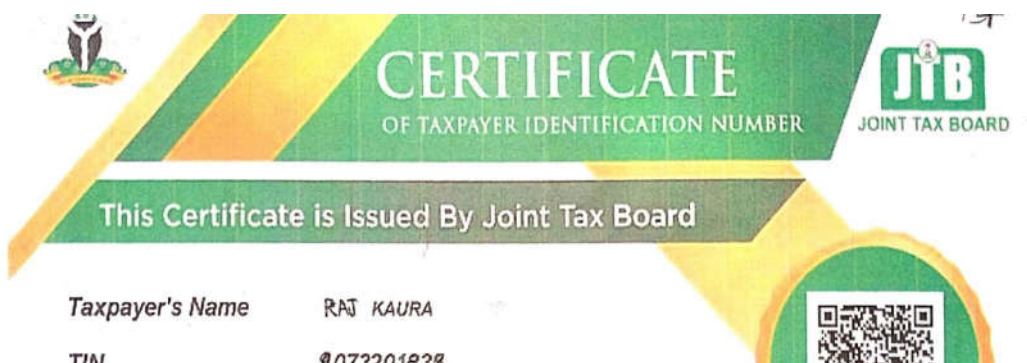 CERTIFICATE
OF TAXPAYER IDENTIFICATION NUMBER
JTB
JOINT TAX BOARD
This Certificate is Issued By Joint Tax Board
Taxpayer's Name RAJ KAURA
TIN